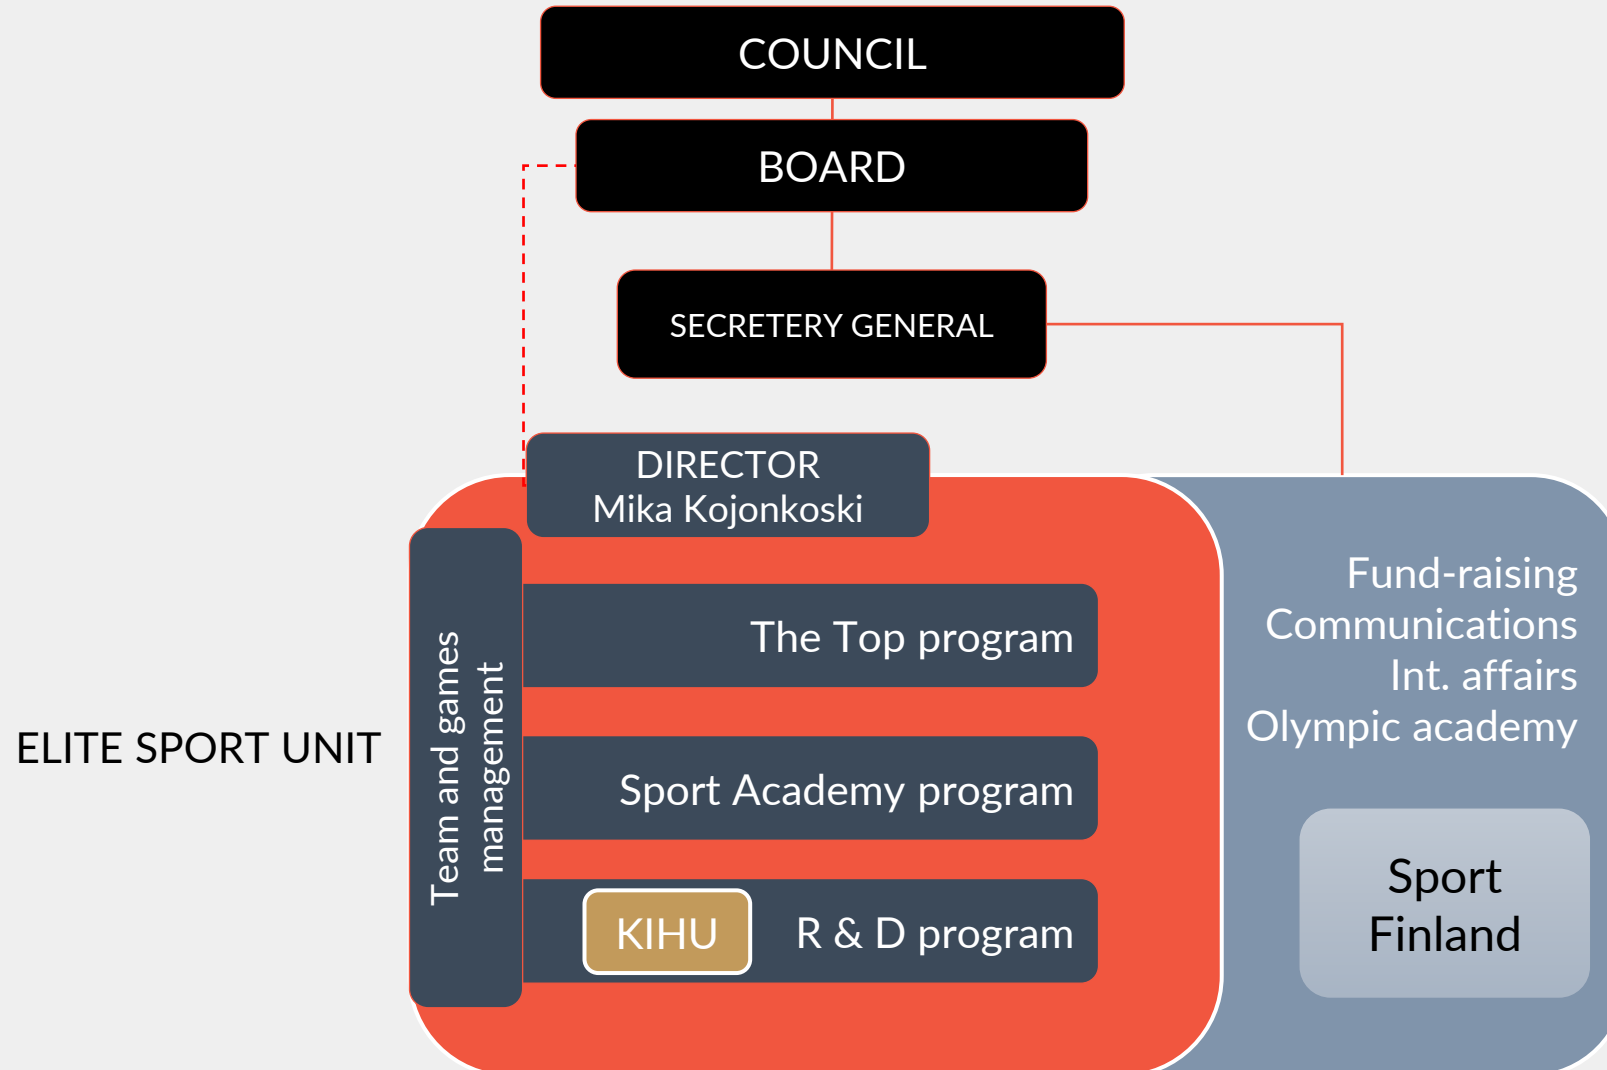 COUNCIL
BOARD
SECRETERY GENERAL
DIRECTOR
Mika Kojonkoski
ELITE SPORT UNIT
Team and games
management
The Top program
Sport Academy program
KIHU
R & D program
Fund-raising
Communications
Int. affairs
Olympic academy
Sport
Finland